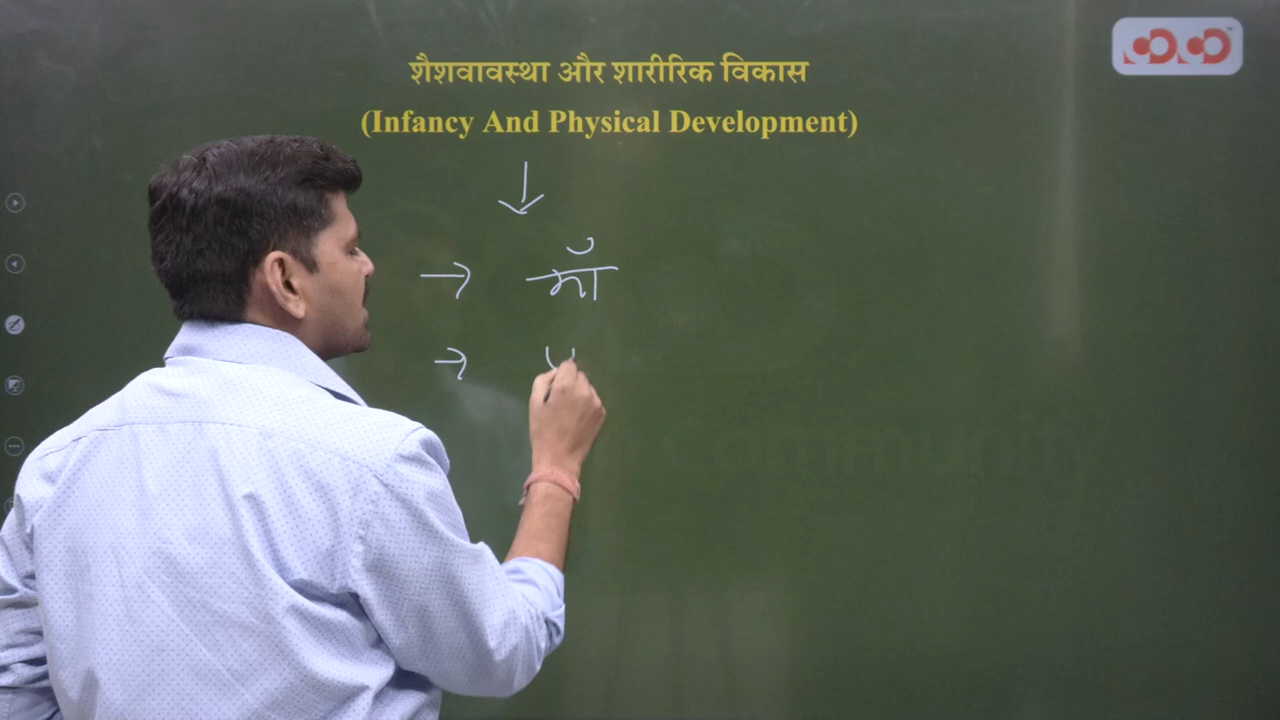 शैशवावस्था और शारीरिक विकास
(Infancy And Physical Development)
माँ